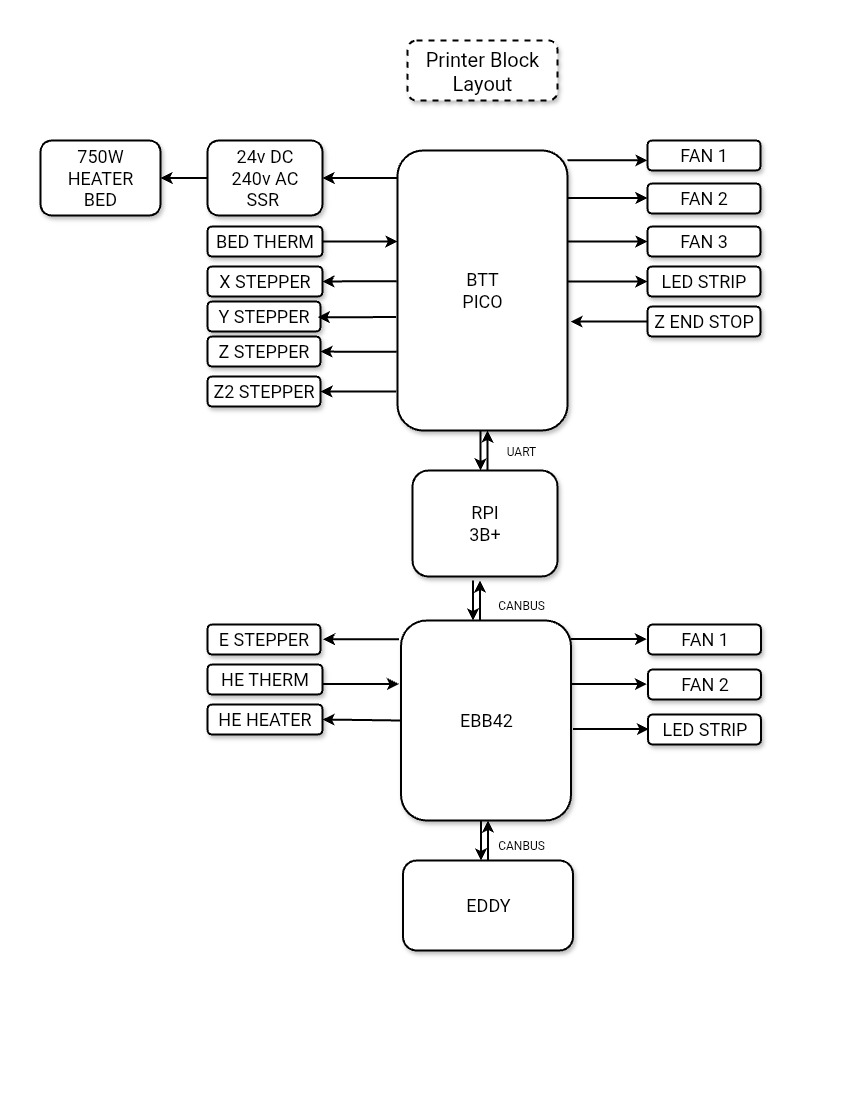 Printer Block
Layout
750W
HEATER
BED
24v DC
240v AC
SSR
BED THERM
X STEPPER
Y STEPPER
Z STEPPER
Z2 STEPPER
BTT
PICO
FAN 1
FAN 2
FAN 3
LED STRIP
Z END STOP
UART
RPI
3B+
CANBUS
E STEPPER
HE THERM
HE HEATER
EBB42
FAN 1
FAN 2
LED STRIP
CANBUS
EDDY